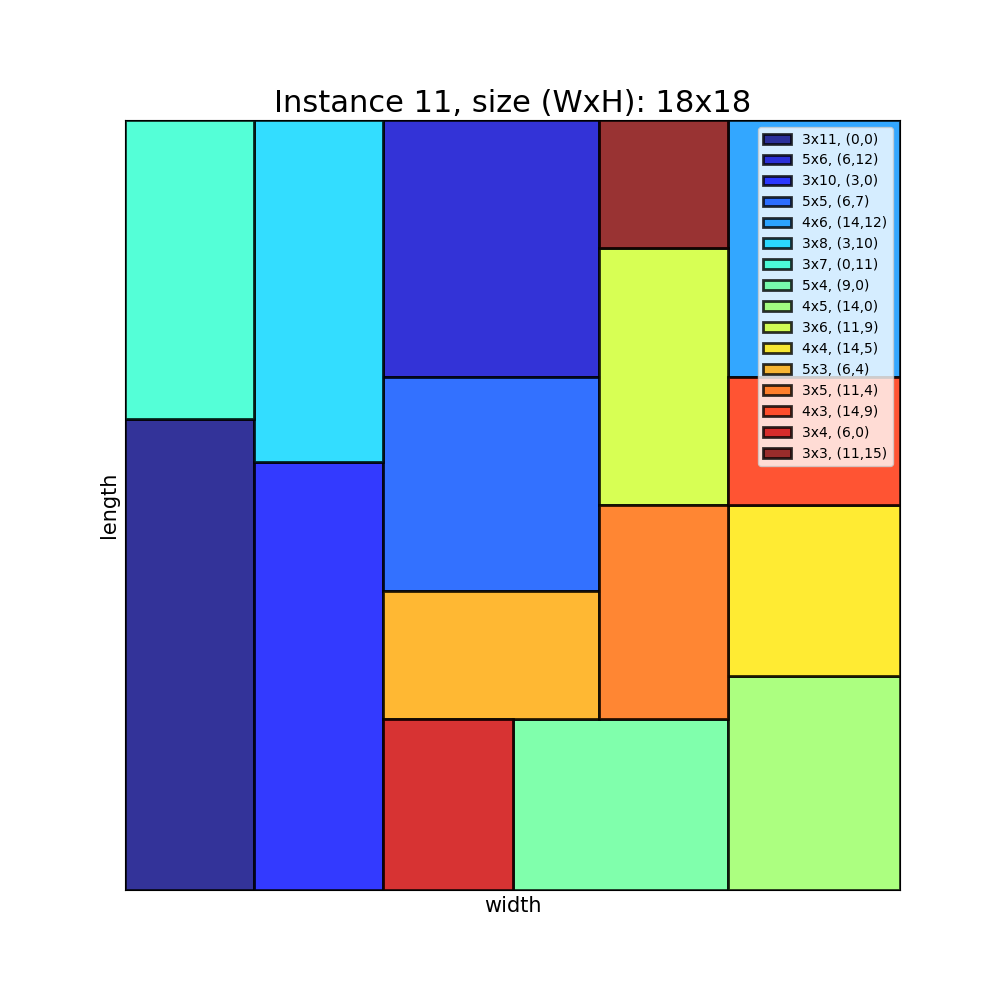 Instance 11, size (WxH): 18x18
3x11, (0,0)
5x6, (6,12)
3x10, (3,0)
5x5, (6,7)
4x6, (14,12)
3x8, (3,10)
3x7, (0,11)
5x4, (9,0)
4x5, (14,0)
3x6, (11,9)
4x4, (14,5)
5x3, (6,4)
3x5, (11,4)
4x3, (14,9)
3x4, (6,0)
3x3, (11,15)
length
width